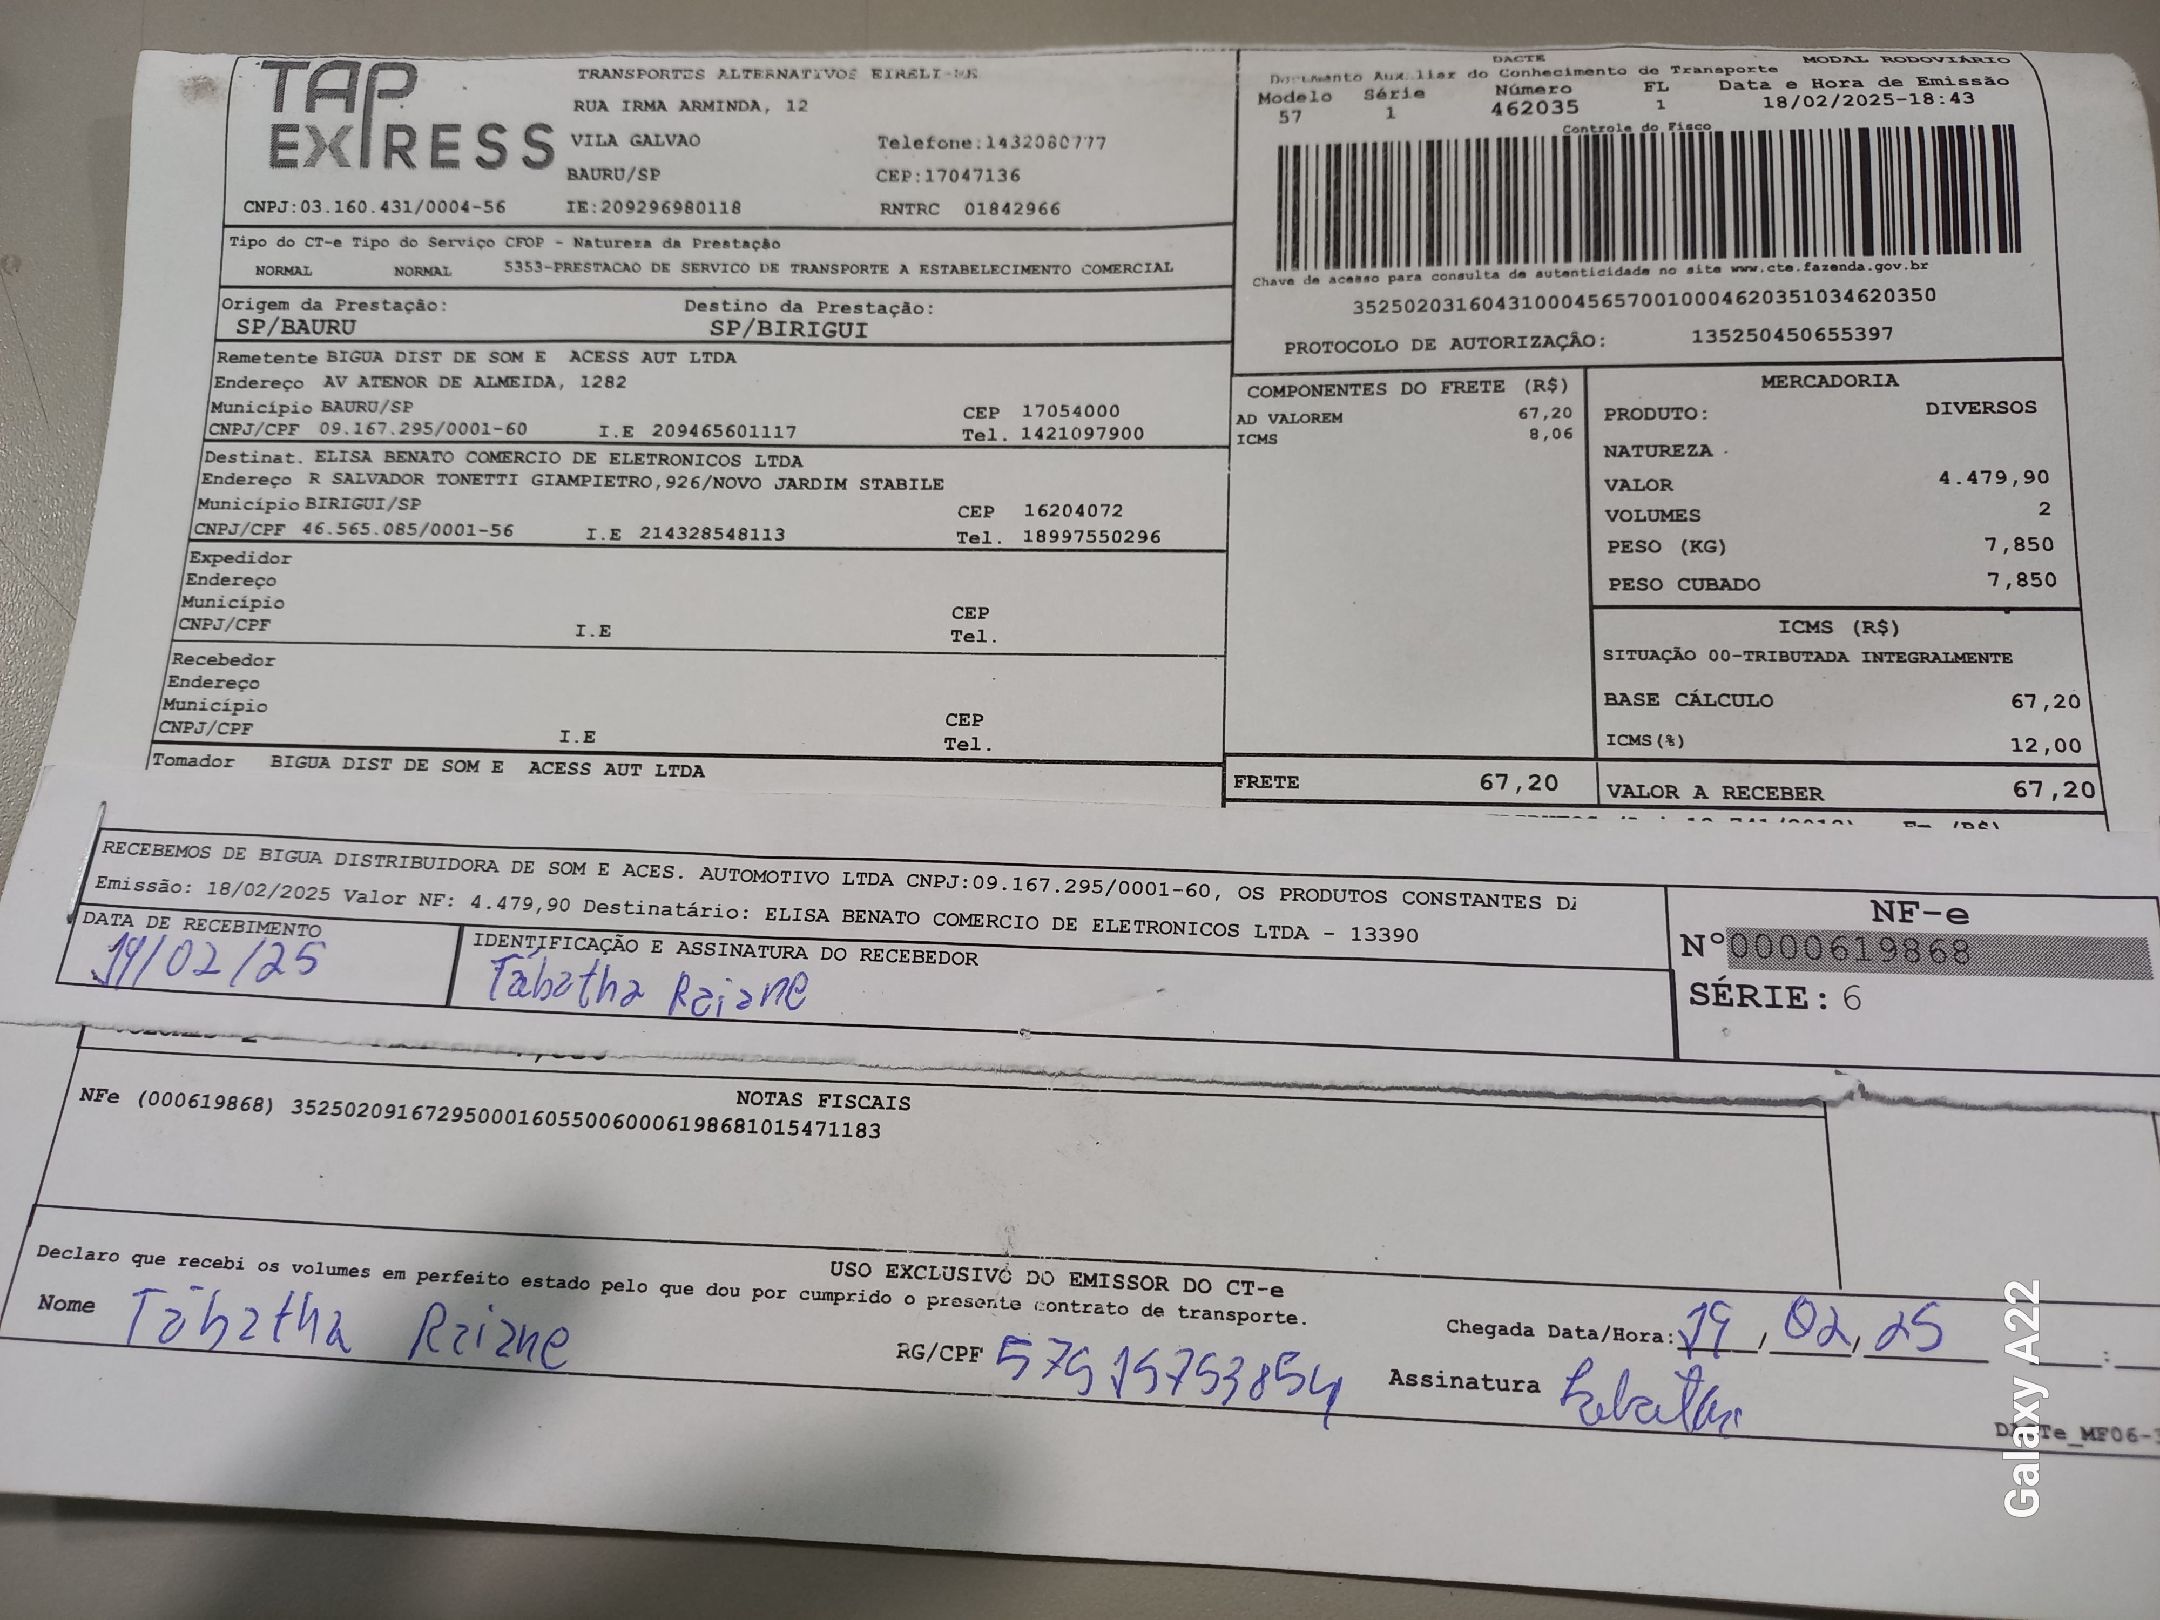 TAP EXPRESS
TRANSPORTES ALTERNATIVOS EIRELI
RUA IRMA ARMINDA, 12
VILA GALVAO Telefone:1432080777
BAURU/SP CEP:17047136
CNPJ:03.160.431/0004-56 IE:209296980118 RNTRC 01842966
DACTE MODAL RODOVIÁRIO
Documento Auxiliar do Conhecimento de Transporte
Modelo Série Número FL Data e Hora de Emissão
57 1 462035 1 18/02/2025-18:43
Controle do Fisco
Chave de acesso para consulta de autenticidade no site www.cte.fazenda.gov.br
35250203160431000456570010004620351034620350
PROTOCOLO DE AUTORIZAÇÃO: 135250450655397
Tipo do CT-e Tipo do Serviço CFOP - Natureza da Prestação
NORMAL NORMAL 5353-PRESTACAO DE SERVICO DE TRANSPORTE A ESTABELECIMENTO COMERCIAL
Origem da Prestação: Destino da Prestação:
SP/BAURU SP/BIRIGUI
Remetente BIGUA DIST DE SOM E ACESS AUT LTDA
Endereço AV ATENOR DE ALMEIDA, 1282
Município BAURU/SP CEP 17054000
CNPJ/CPF 09.167.295/0001-60 I.E 209465601117 Tel. 1421097900
Destinat. ELISA BENATO COMERCIO DE ELETRONICOS LTDA
Endereço R SALVADOR TONETTI GIAMPIETRO,926/NOVO JARDIM STABILE
Município BIRIGUI/SP CEP 16204072
CNPJ/CPF 46.565.085/0001-56 I.E 214328548113 Tel. 18997550296
Expedidor
Endereço
Município CEP
CNPJ/CPF I.E Tel.
Recebedor
Endereço
Município CEP
CNPJ/CPF I.E Tel.
Tomador BIGUA DIST DE SOM E ACESS AUT LTDA
COMPONENTES DO FRETE (R$)
AD VALOREM 67,20
ICMS 8,06
FRETE 67,20
MERCADORIA
PRODUTO: DIVERSOS
NATUREZA
VALOR 4.479,90
VOLUMES 2
PESO (KG) 7,850
PESO CUBADO 7,850
ICMS (R$)
SITUAÇÃO 00-TRIBUTADA INTEGRALMENTE
BASE CÁLCULO 67,20
ICMS(%) 12,00
VALOR A RECEBER 67,20
RECEBEMOS DE BIGUA DISTRIBUIDORA DE SOM E ACES. AUTOMOTIVO LTDA CNPJ:09.167.295/0001-60, OS PRODUTOS CONSTANTES
Emissão: 18/02/2025 Valor NF: 4.479,90 Destinatário: ELISA BENATO COMERCIO DE ELETRONICOS LTDA - 13390
DATA DE RECEBIMENTO IDENTIFICAÇÃO E ASSINATURA DO RECEBEDOR
19/02/25 Tábatha Raiane
NF-e
Nº0000619868
SÉRIE: 6
NOTAS FISCAIS
NFe (000619868) 35250209167295000160550060006198681015471183
USO EXCLUSIVO DO EMISSOR DO CT-e
Declaro que recebi os volumes em perfeito estado pelo que dou por cumprido o presente contrato de transporte.
Nome Tábatha Raiane
RG/CPF 57515753854
Chegada Data/Hora: 19, 02, 25 :
Assinatura Tabatha
Galaxy A22